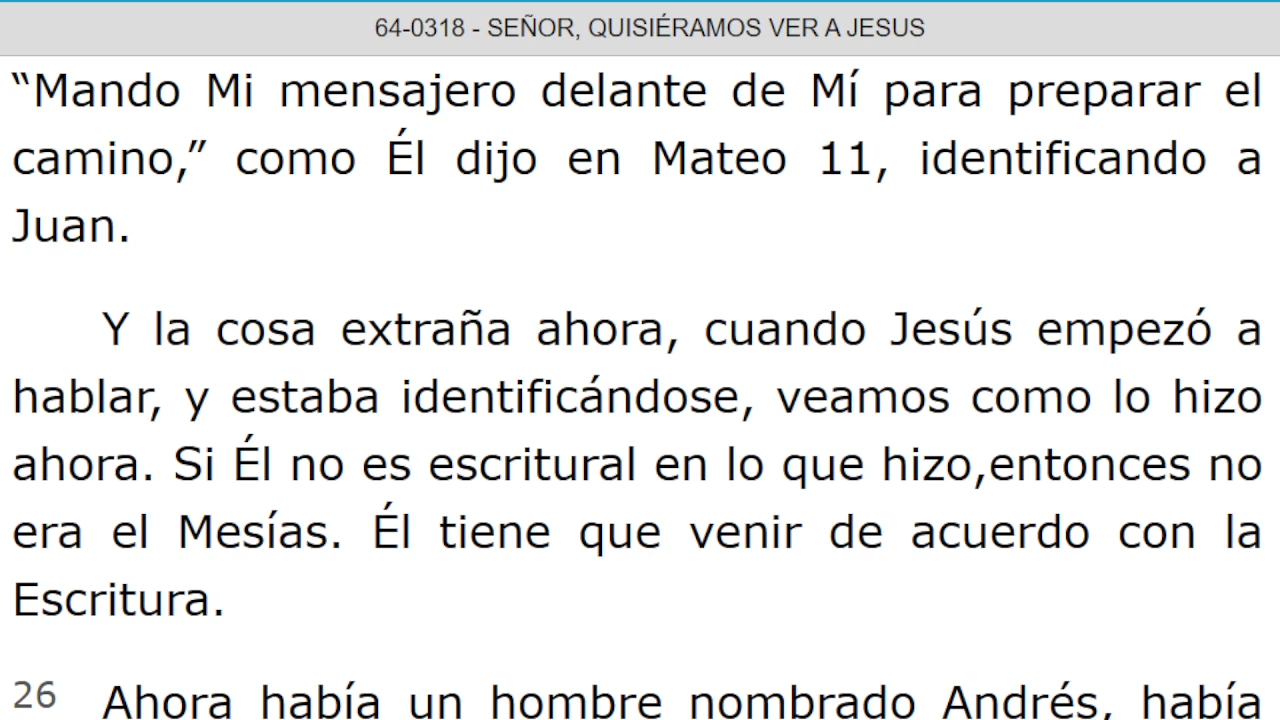 64-0318 - SEÑOR, QUISIÉRAMOS VER A JESUS
“Mando Mi mensajero delante de Mí para preparar el
camino,” como Él dijo en Mateo 11, identificando a
Juan.
Y la cosa extraña ahora, cuando Jesús empezó a
hablar, y estaba identificándose, veamos como lo hizo
ahora. Si Él no es escritural en lo que hizo,entonces no
era el Mesías. Él tiene que venir de acuerdo con la
Escritura.
26 Ahora había un hombre nombrado Andrés, había